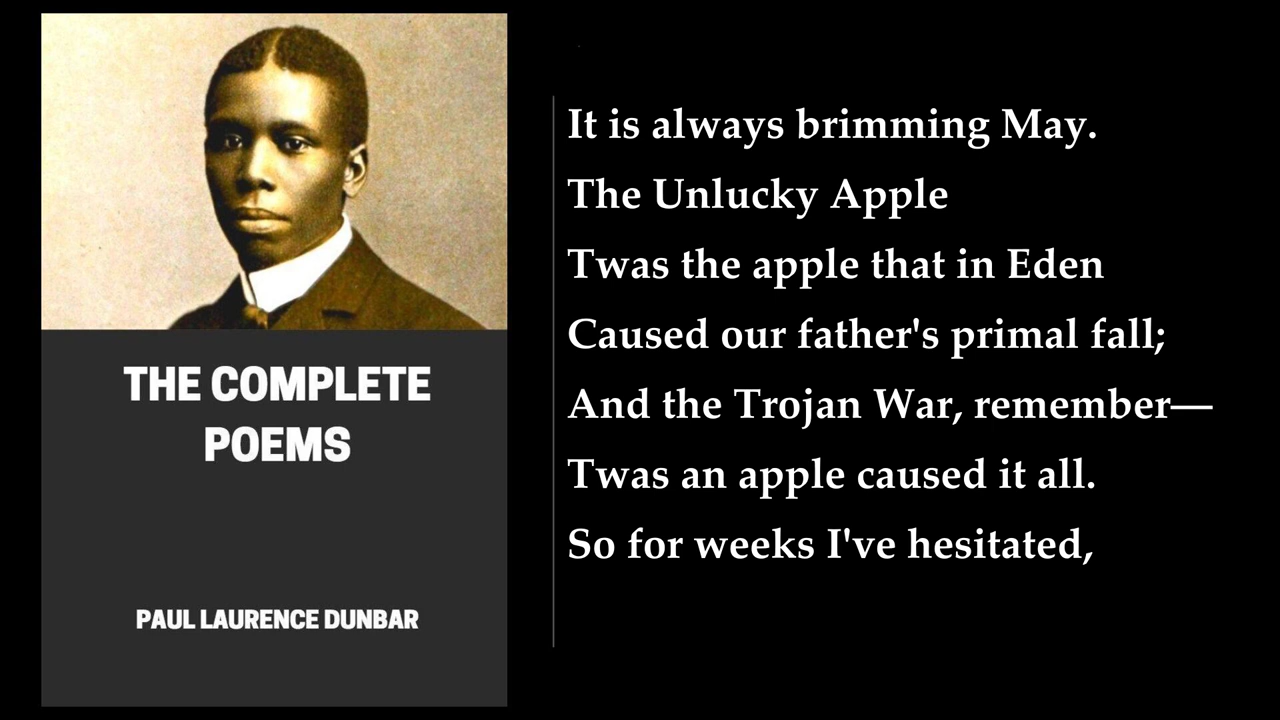 THE COMPLETE
POEMS
PAUL LAURENCE DUNBAR
It is always brimming May.
The Unlucky Apple
Twas the apple that in Eden
Caused our father's primal fall;
And the Trojan War, remember—
Twas an apple caused it all.
So for weeks I've hesitated,